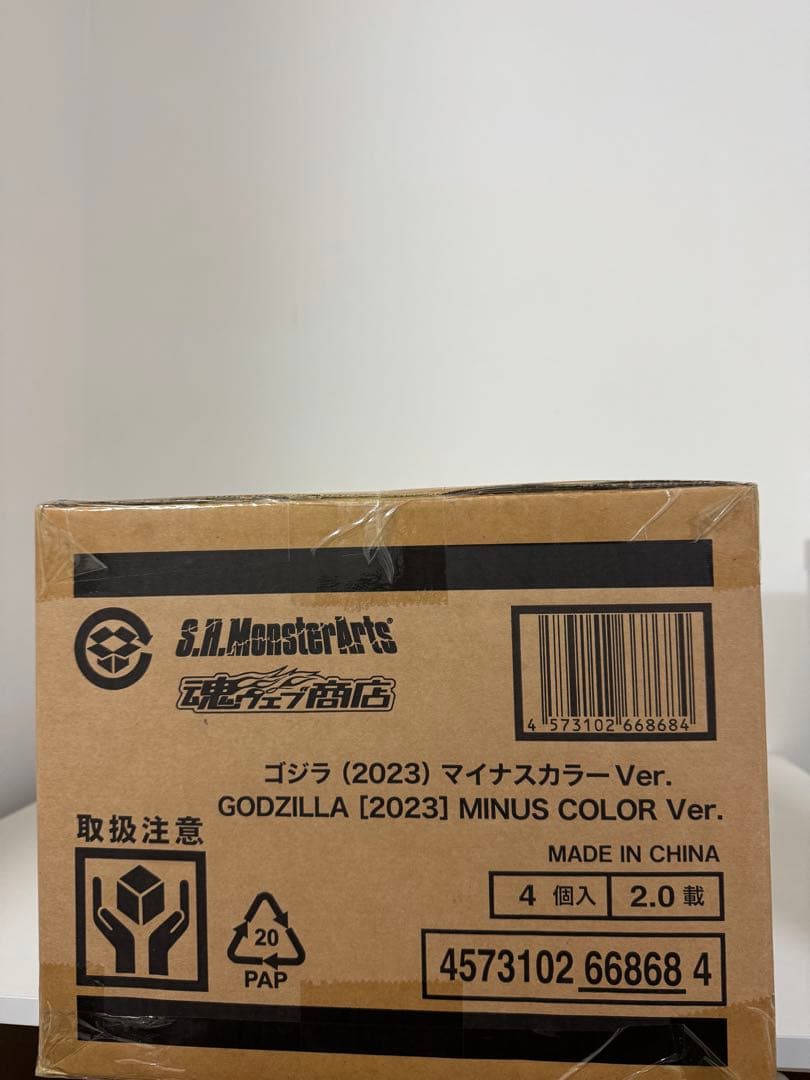 S.H.MonsterArts
魂ウェブ商店
4 573102 668684
ゴジラ (2023) マイナスカラーVer.
GODZILLA [2023] MINUS COLOR Ver.
取扱注意
MADE IN CHINA
4 個入 2.0 載
20
PAP
4573102 66868 4